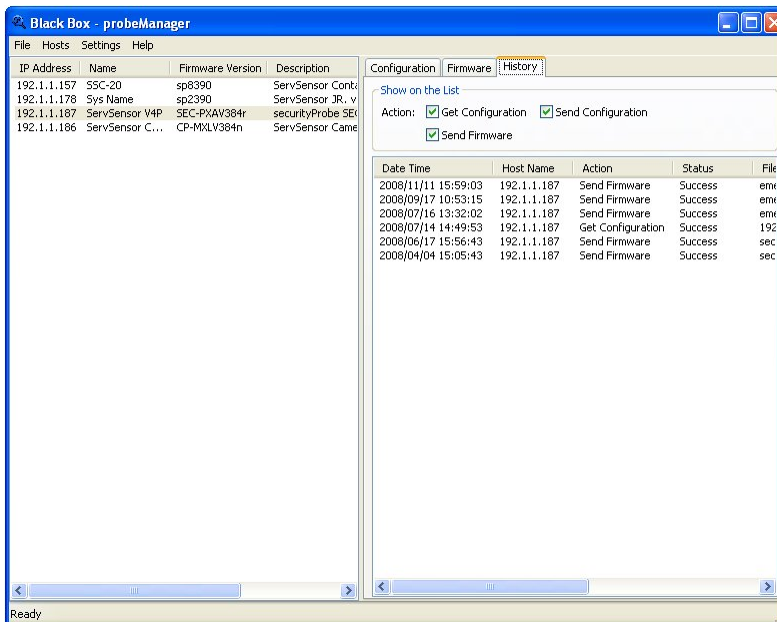 Black Box - probeManager
File Hosts Settings Help
IP Address Name Firmware Version Description
192.1.1.157 SSC-20 sp8390 ServSensor Conta
192.1.1.178 Sys Name sp2390 ServSensor JR. v
192.1.1.187 ServSensor V4P SEC-PXAV384r securityProbe SE
192.1.1.186 ServSensor C... CP-MXLV384n ServSensor Came
Configuration Firmware History
Show on the List
Action: Get Configuration Send Configuration
Send Firmware
Date Time Host Name Action Status File
2008/11/11 15:59:03 192.1.1.187 Send Firmware Success eme
2008/09/17 10:53:15 192.1.1.187 Send Firmware Success eme
2008/07/16 13:32:02 192.1.1.187 Send Firmware Success eme
2008/07/14 14:49:53 192.1.1.187 Get Configuration Success 192
2008/06/17 15:56:43 192.1.1.187 Send Firmware Success sec
2008/04/04 15:05:43 192.1.1.187 Send Firmware Success sec
Ready